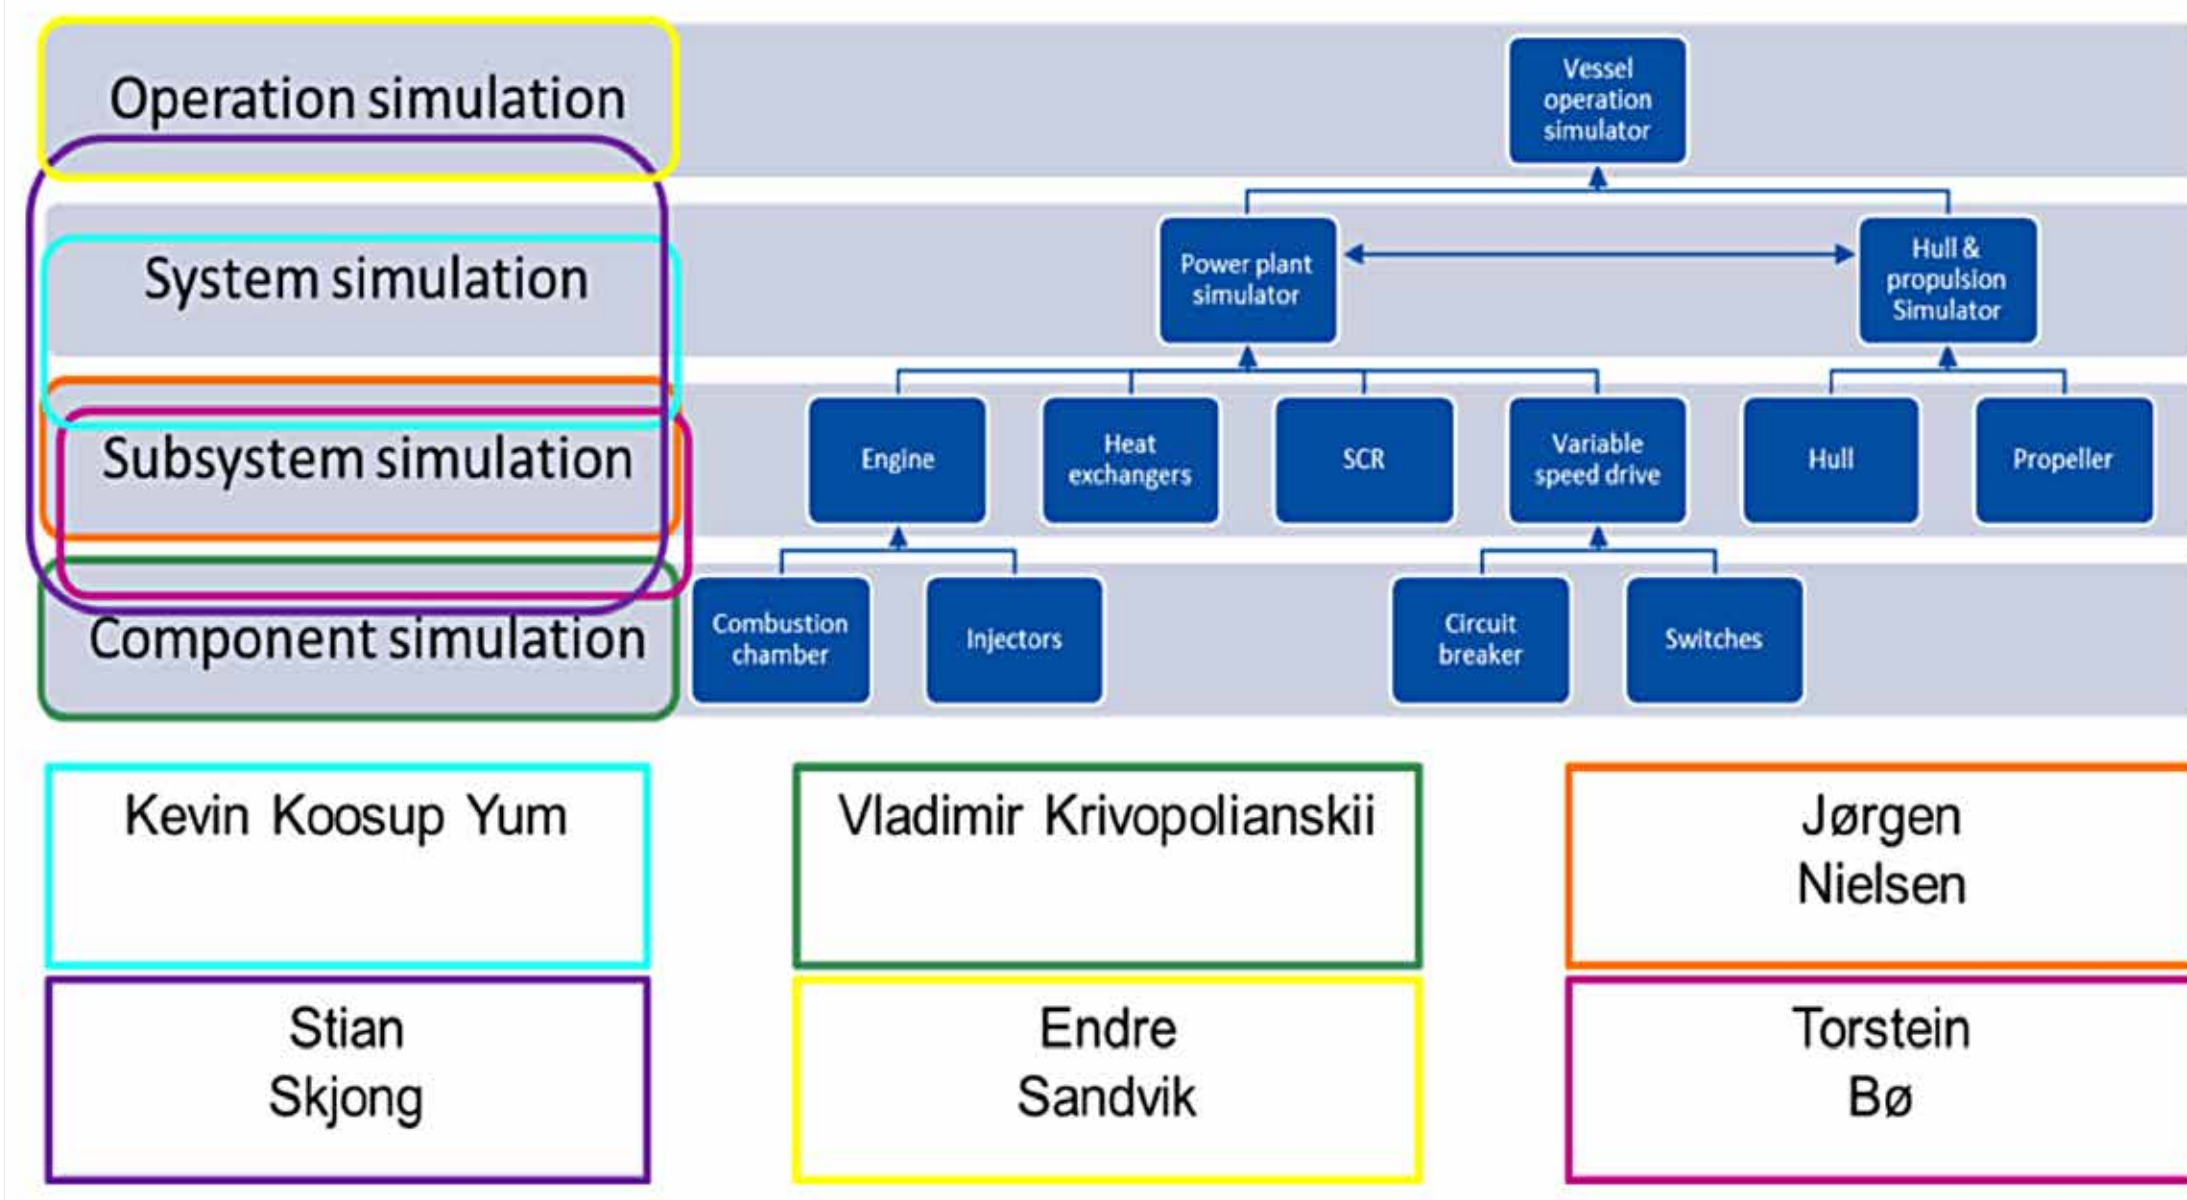 Operation simulation
Vessel
operation
simulator
System simulation
Power plant
simulator
Hull &
propulsion
Simulator
Subsystem simulation
Engine
Heat
exchangers
SCR
Variable
speed drive
Hull
Propeller
Component simulation
Combustion
chamber
Injectors
Circuit
breaker
Switches
Kevin Koosup Yum
Vladimir Krivopolianskii
Jørgen
Nielsen
Stian
Skjong
Endre
Sandvik
Torstein
Bø